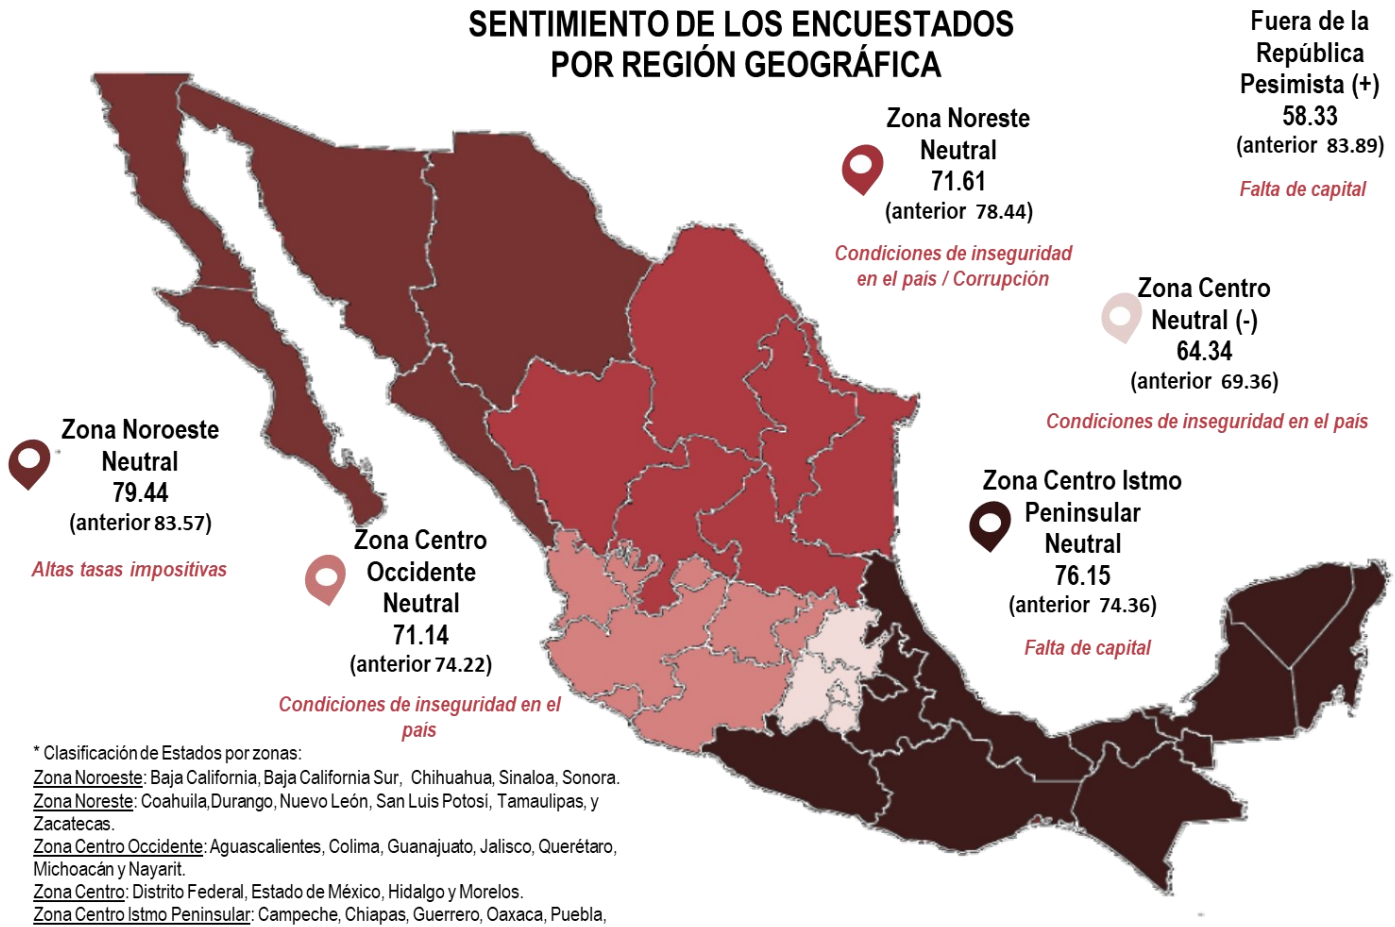 SENTIMIENTO DE LOS ENCUESTADOS
POR REGIÓN GEOGRÁFICA
Fuera de la
República
Pesimista (+)
58.33
(anterior 83.89)
Falta de capital
Zona Noreste
Neutral
71.61
(anterior 78.44)
Condiciones de inseguridad
en el país / Corrupción
Zona Centro
Neutral (-)
64.34
(anterior 69.36)
Condiciones de inseguridad en el país
Zona Noroeste
Neutral
79.44
(anterior 83.57)
Altas tasas impositivas
Zona Centro Istmo
Peninsular
Neutral
76.15
(anterior 74.36)
Falta de capital
Zona Centro
Occidente
Neutral
71.14
(anterior 74.22)
Condiciones de inseguridad en el
país
* Clasificación de Estados por zonas:
Zona Noroeste: Baja California, Baja California Sur, Chihuahua, Sinaloa, Sonora.
Zona Noreste: Coahuila,Durango, Nuevo León, San Luis Potosí, Tamaulipas, y
Zacatecas.
Zona Centro Occidente: Aguascalientes, Colima, Guanajuato, Jalisco, Querétaro,
Michoacán y Nayarit.
Zona Centro: Distrito Federal, Estado de México, Hidalgo y Morelos.
Zona Centro Istmo Peninsular: Campeche, Chiapas, Guerrero, Oaxaca, Puebla,